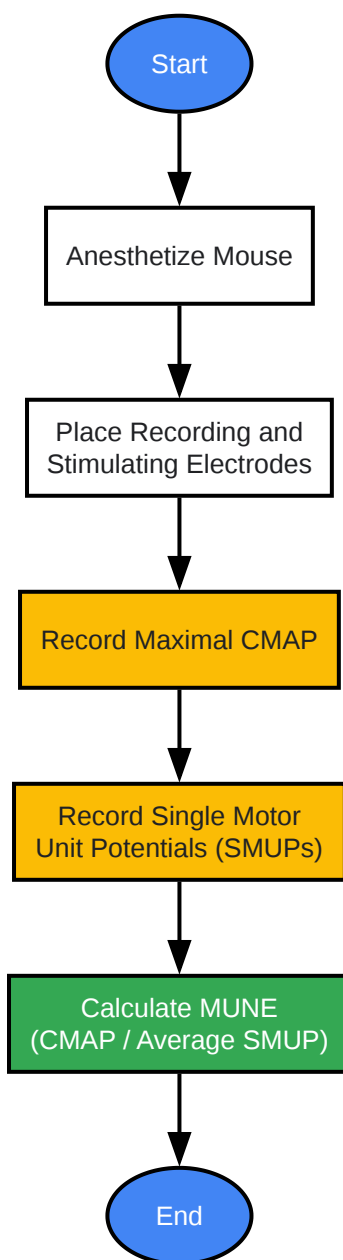 Start
Anesthetize Mouse
Place Recording and
Stimulating Electrodes
Record Maximal CMAP
Record Single Motor
Unit Potentials (SMUPs)
Calculate MUNE
(CMAP / Average SMUP)
End